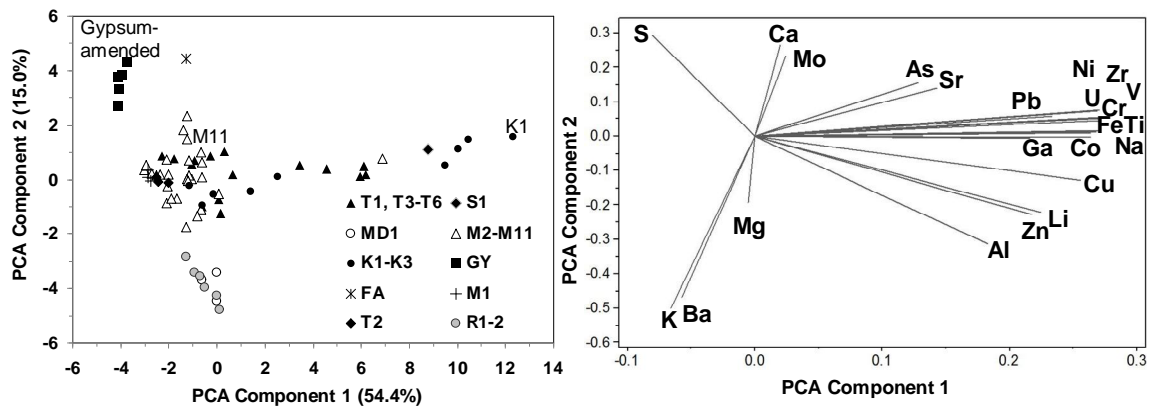 Gypsum-
amended
M11
K1
T1, T3-T6
S1
MD1
M2-M11
K1-K3
GY
FA
M1
T2
R1-2
6
4
2
0
-2
-4
-6
-6 -4 -2 0 2 4 6 8 10 12 14
PCA Component 2 (15.0%)
PCA Component 1 (54.4%)
S
Ca
Mo
As
Sr
Ni
Zr
Pb
U
V
Cr
FeTi
Ga
Co
Na
Cu
Mg
Li
Zn
Al
K
Ba
0.3
0.2
0.1
0.0
-0.1
-0.2
-0.3
-0.4
-0.5
-0.6
-0.1 0.0 0.1 0.2 0.3
PCA Component 2
PCA Component 1